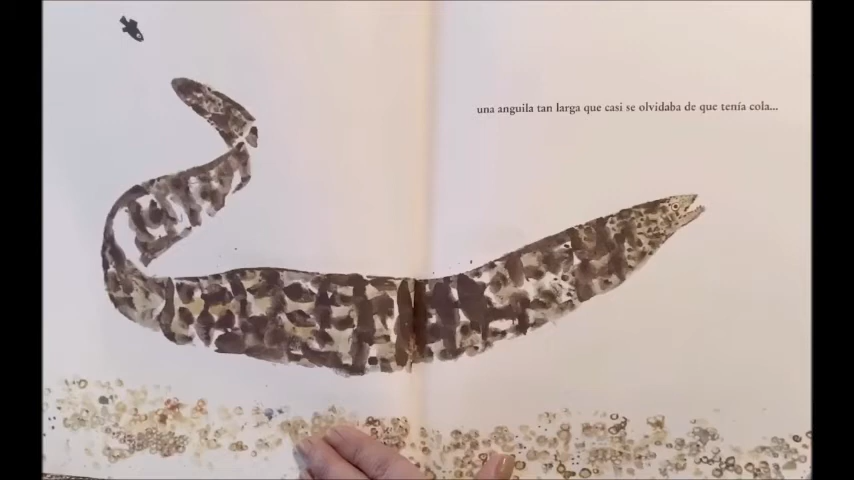 una anguila tan larga que casi se olvidaba de que tenía cola...